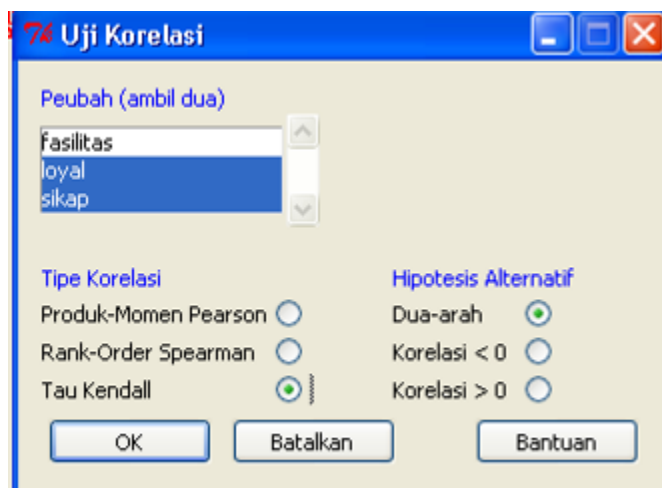 Uji Korelasi
Peubah (ambil dua)
fasilitas
loyal
sikap
Tipe Korelasi
Produk-Momen Pearson
Rank-Order Spearman
Tau Kendall
Hipotesis Alternatif
Dua-arah
Korelasi < 0
Korelasi > 0
OK
Batalkan
Bantuan